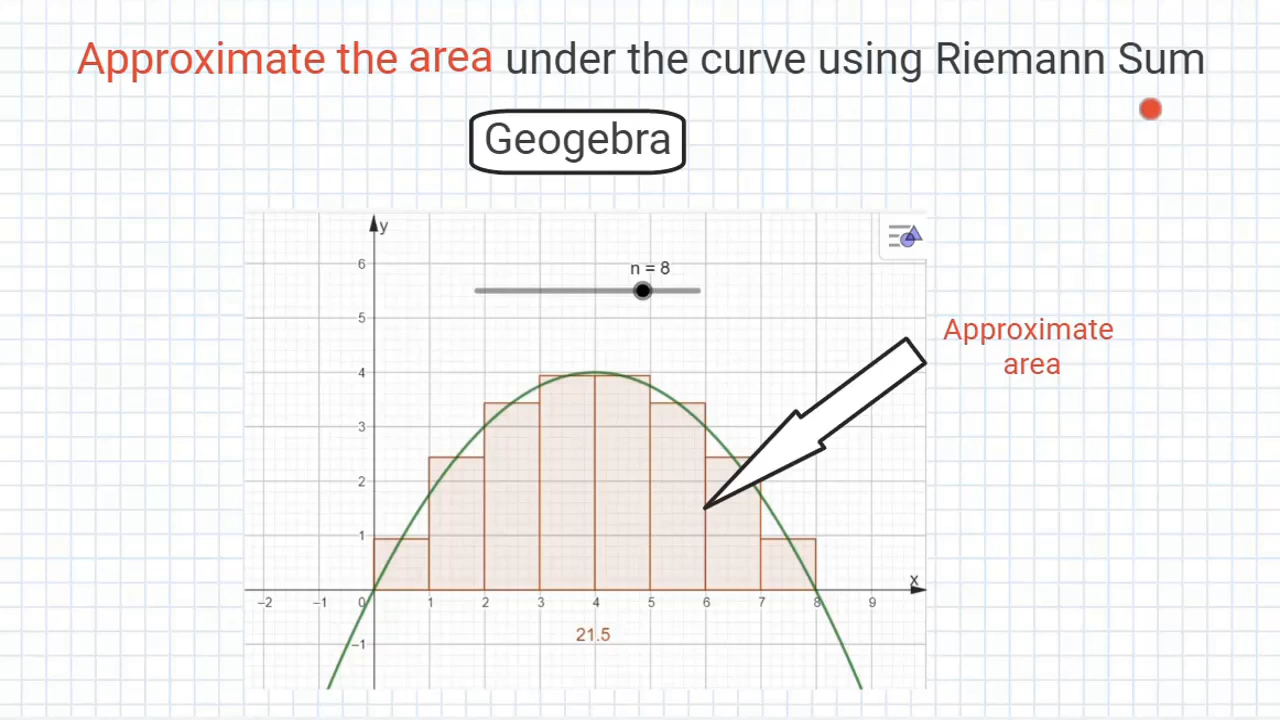 Approximate the area under the curve using Riemann Sum
Geogebra
y
n = 8
6
5
4
3
2
1
Approximate
area
x
−2 −1 0 1 2 3 4 5 6 7 8 9
21.5
−1